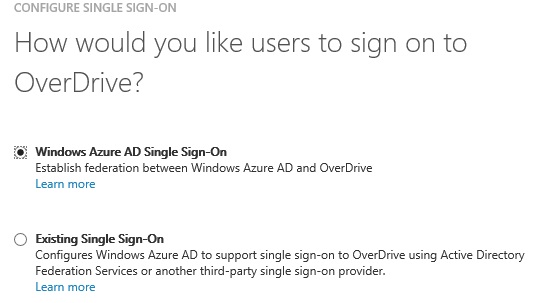 CONFIGURE SINGLE SIGN-ON
How would you like users to sign on to
OverDrive?
Windows Azure AD Single Sign-On
Establish federation between Windows Azure AD and OverDrive
Learn more
Existing Single Sign-On
Configures Windows Azure AD to support single sign-on to OverDrive using Active Directory
Federation Services or another third-party single sign-on provider.
Learn more